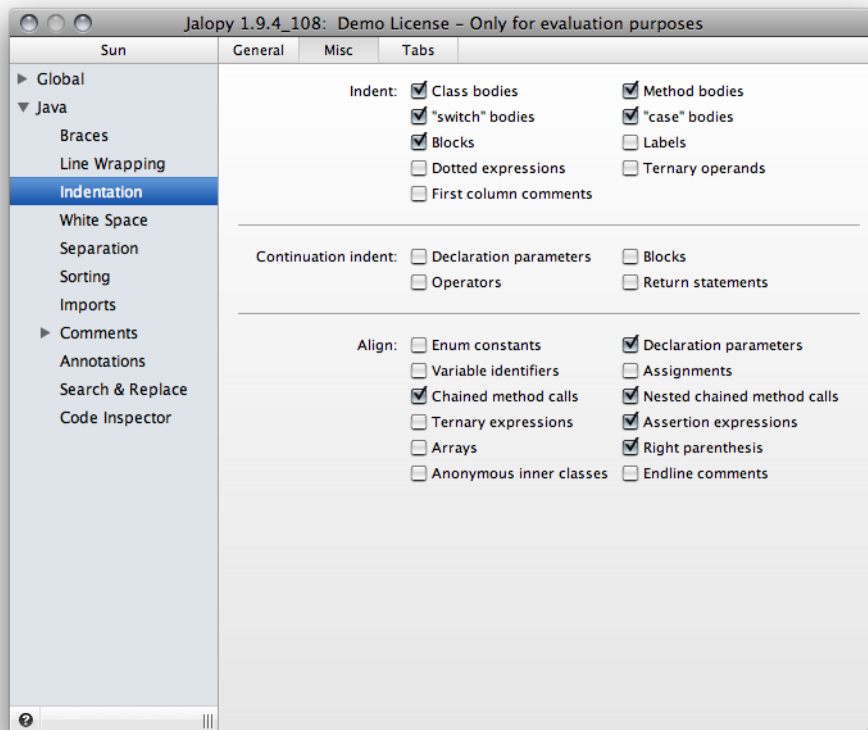 Jalopy 1.9.4_108: Demo License – Only for evaluation purposes
Sun
General Misc Tabs
Global
Java
Braces
Line Wrapping
Indentation
White Space
Separation
Sorting
Imports
Comments
Annotations
Search & Replace
Code Inspector
Indent: Class bodies Method bodies
"switch" bodies "case" bodies
Blocks Labels
Dotted expressions Ternary operands
First column comments
Continuation indent: Declaration parameters Blocks
Operators Return statements
Align: Enum constants Declaration parameters
Variable identifiers Assignments
Chained method calls Nested chained method calls
Ternary expressions Assertion expressions
Arrays Right parenthesis
Anonymous inner classes Endline comments
?